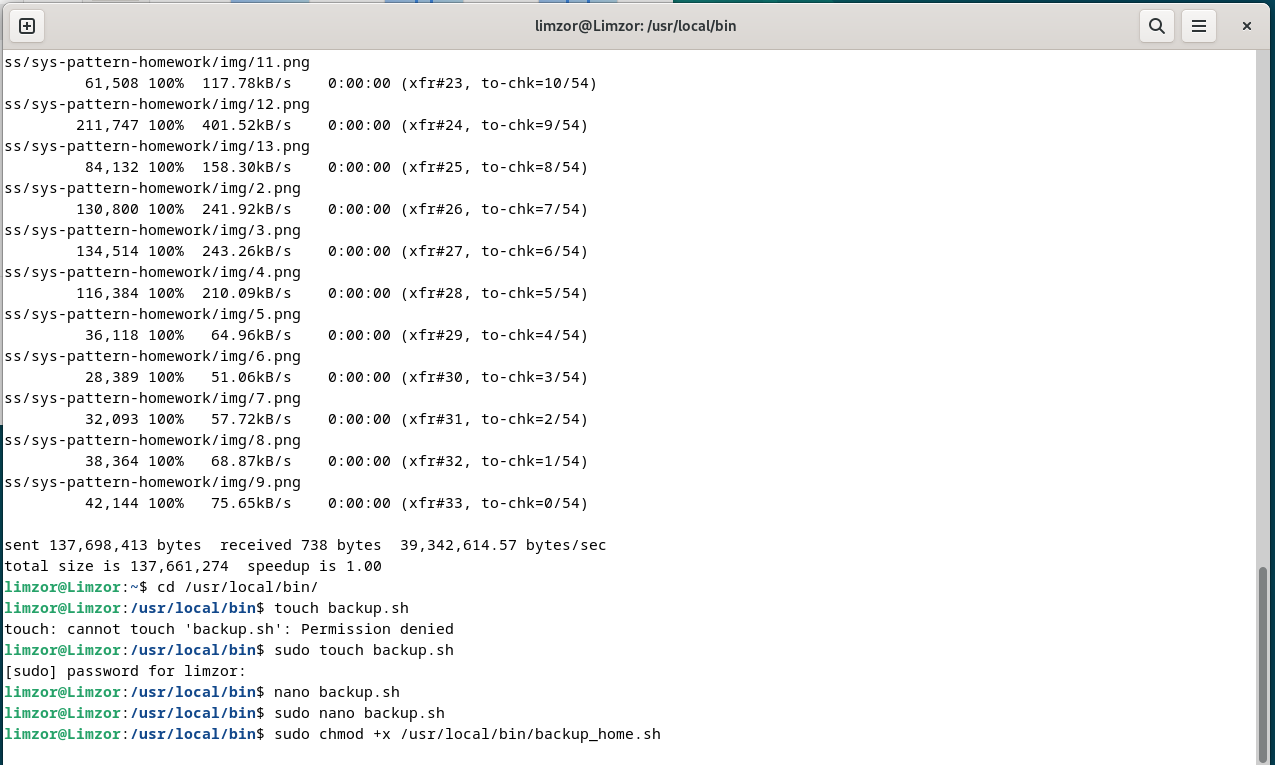 limzor@Limzor: /usr/local/bin
ss/sys-pattern-homework/img/11.png
61,508 100%  117.78kB/s    0:00:00 (xfr#23, to-chk=10/54)
ss/sys-pattern-homework/img/12.png
211,747 100%  401.52kB/s    0:00:00 (xfr#24, to-chk=9/54)
ss/sys-pattern-homework/img/13.png
84,132 100%  158.30kB/s    0:00:00 (xfr#25, to-chk=8/54)
ss/sys-pattern-homework/img/2.png
130,800 100%  241.92kB/s    0:00:00 (xfr#26, to-chk=7/54)
ss/sys-pattern-homework/img/3.png
134,514 100%  243.26kB/s    0:00:00 (xfr#27, to-chk=6/54)
ss/sys-pattern-homework/img/4.png
116,384 100%  210.09kB/s    0:00:00 (xfr#28, to-chk=5/54)
ss/sys-pattern-homework/img/5.png
36,118 100%   64.96kB/s    0:00:00 (xfr#29, to-chk=4/54)
ss/sys-pattern-homework/img/6.png
28,389 100%   51.06kB/s    0:00:00 (xfr#30, to-chk=3/54)
ss/sys-pattern-homework/img/7.png
32,093 100%   57.72kB/s    0:00:00 (xfr#31, to-chk=2/54)
ss/sys-pattern-homework/img/8.png
38,364 100%   68.87kB/s    0:00:00 (xfr#32, to-chk=1/54)
ss/sys-pattern-homework/img/9.png
42,144 100%   75.65kB/s    0:00:00 (xfr#33, to-chk=0/54)
sent 137,698,413 bytes  received 738 bytes  39,342,614.57 bytes/sec
total size is 137,661,274  speedup is 1.00
limzor@Limzor:~$ cd /usr/local/bin/
limzor@Limzor:/usr/local/bin$ touch backup.sh
touch: cannot touch 'backup.sh': Permission denied
limzor@Limzor:/usr/local/bin$ sudo touch backup.sh
[sudo] password for limzor:
limzor@Limzor:/usr/local/bin$ nano backup.sh
limzor@Limzor:/usr/local/bin$ sudo nano backup.sh
limzor@Limzor:/usr/local/bin$ sudo chmod +x /usr/local/bin/backup_home.sh